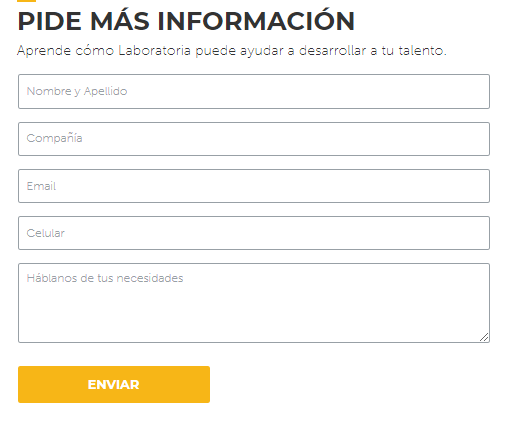 PIDE MÁS INFORMACIÓN
Aprende cómo Laboratoria puede ayudar a desarrollar a tu talento.
Nombre y Apellido
Compañía
Email
Celular
Háblanos de tus necesidades
ENVIAR